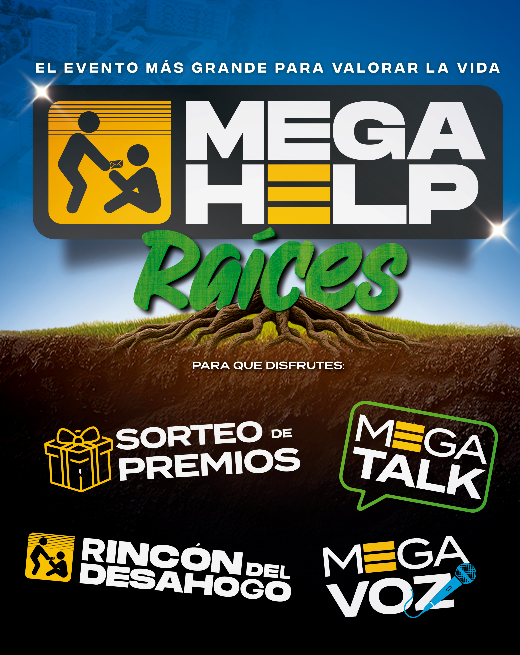 EL EVENTO MÁS GRANDE PARA VALORAR LA VIDA
MEGA
HELP
Raíces
PARA QUE DISFRUTES:
SORTEO DE
PREMIOS
MEGA
TALK
RINCÓN DEL
DESAHOGO
MEGA
VOZ